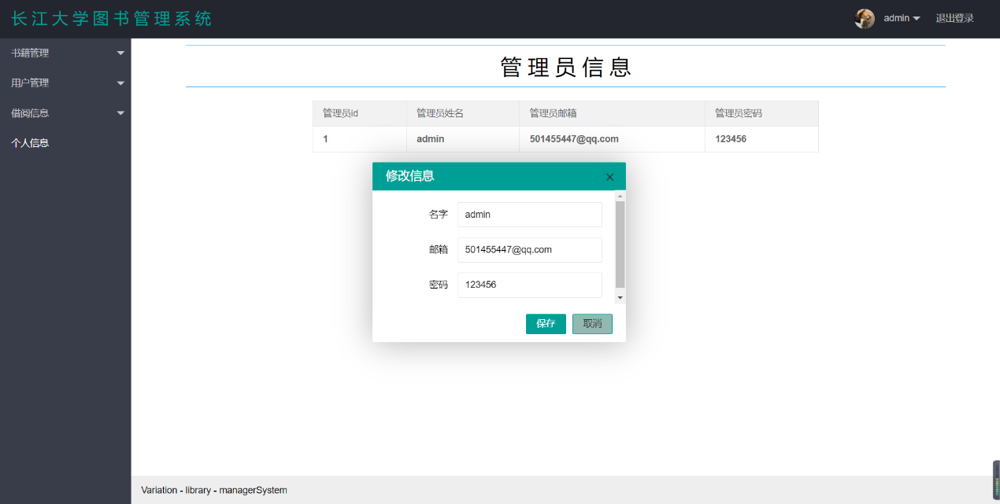 长江大学图书管理系统
admin 退出登录
书籍管理
用户管理
借阅信息
个人信息
管理员信息
管理员id 管理员姓名 管理员邮箱 管理员密码
1 admin 501455447@qq.com 123456
修改信息
名字 admin
邮箱 501455447@qq.com
密码 123456
保存 取消
Variation - library - managerSystem